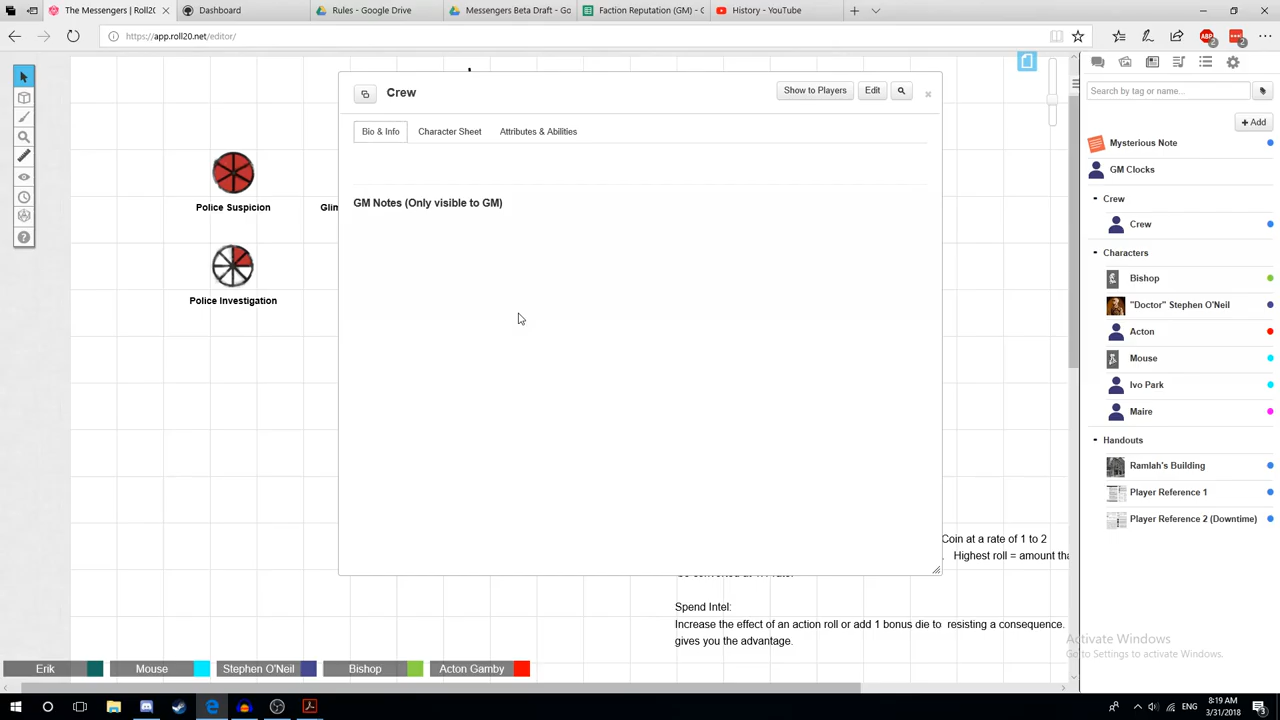 The Messengers | Roll20
Dashboard
Rules - Google Drive
Messengers Beta Draft - Go
Faction Reputation (GM) - G
History - YouTube
https://app.roll20.net/editor/
ABP
2
2
Crew
Show to Players
Edit
Bio & Info
Character Sheet
Attributes & Abilities
GM Notes (Only visible to GM)
Police Suspicion
Glim
Police Investigation
Search by tag or name...
+ Add
Mysterious Note
GM Clocks
Crew
Crew
Characters
Bishop
"Doctor" Stephen O'Neil
Acton
Mouse
Ivo Park
Maire
Handouts
Ramlah's Building
Player Reference 1
Player Reference 2 (Downtime)
Coin at a rate of 1 to 2
Highest roll = amount tha
Spend Intel:
Increase the effect of an action roll or add 1 bonus die to resisting a consequence.
gives you the advantage.
Activate Windows
Go to Settings to activate Windows.
Erik
Mouse
Stephen O'Neil
Bishop
Acton Gamby
ENG
8:19 AM
3/31/2018
3